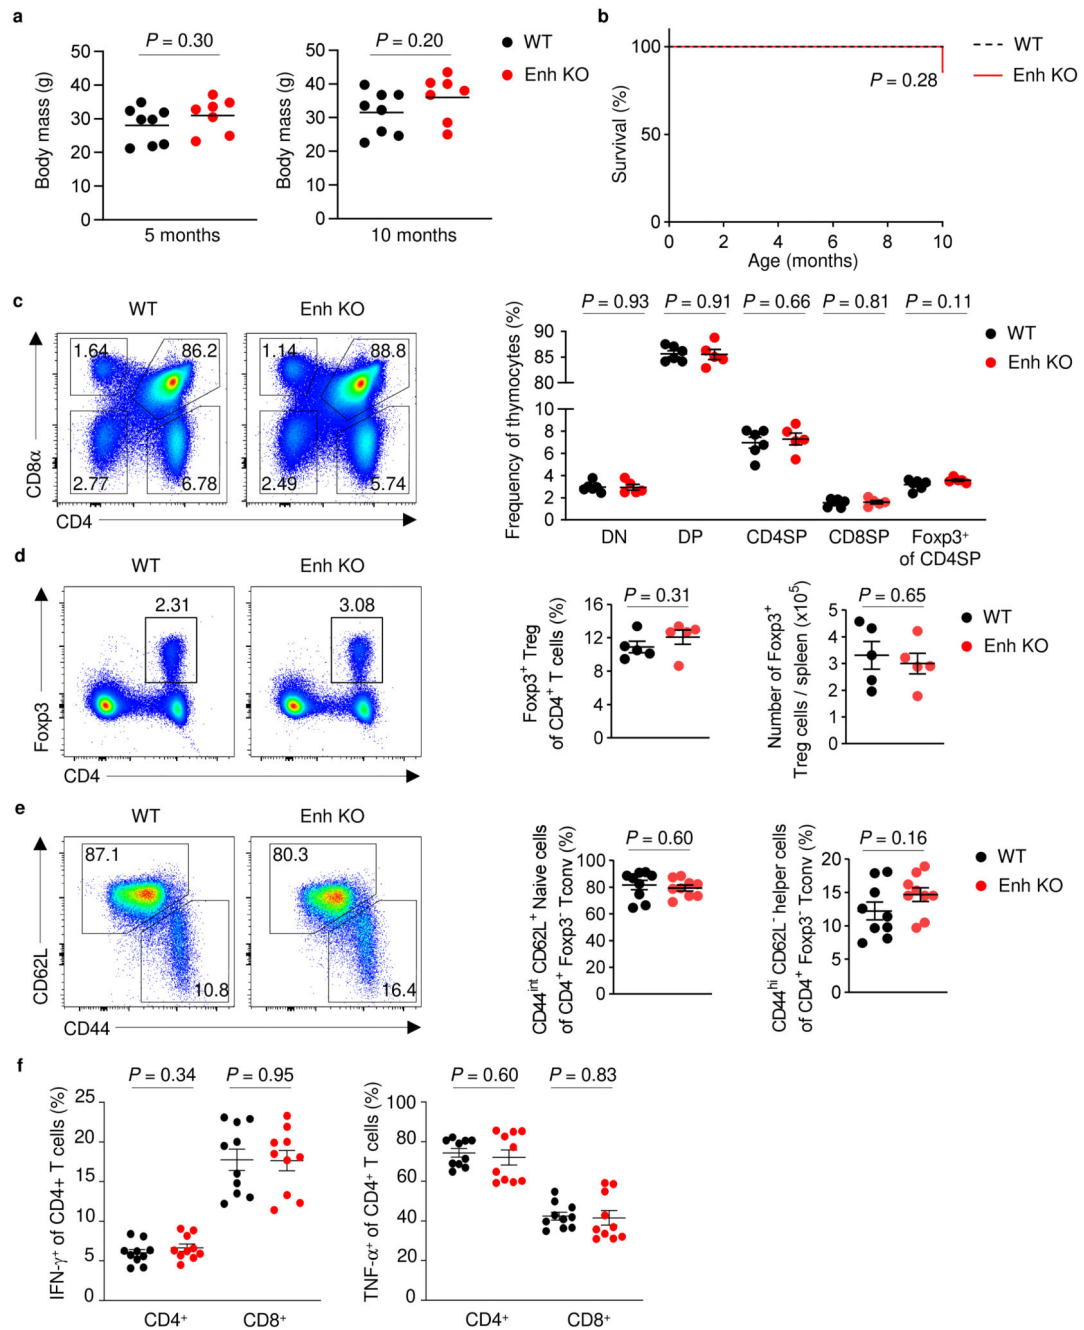 a
P = 0.30
P = 0.20
Body mass (g)
50
40
30
20
10
0
5 months
Body mass (g)
50
40
30
20
10
0
10 months
WT
Enh KO
b
Survival (%)
100
50
0
0 2 4 6 8 10
Age (months)
P = 0.28
WT
Enh KO
c
WT
Enh KO
1.64
86.2
2.77
6.78
1.14
88.8
2.49
5.74
CD8α
CD4
P = 0.93 P = 0.91 P = 0.66 P = 0.81 P = 0.11
Frequency of thymocytes (%)
90
85
80
10
8
6
4
2
0
DN DP CD4SP CD8SP Foxp3⁺
of CD4SP
WT
Enh KO
d
WT
Enh KO
2.31
3.08
Foxp3
CD4
P = 0.31
Foxp3⁺ Treg
of CD4⁺ T cells (%)
16
12
8
4
0
P = 0.65
Number of Foxp3⁺
Treg cells / spleen (x10⁵)
5
4
3
2
1
0
WT
Enh KO
e
WT
Enh KO
87.1
10.8
80.3
16.4
CD62L
CD44
P = 0.60
CD44ⁱⁿᵗ CD62L⁺ Naive cells
of CD4⁺ Foxp3⁻ Tconv (%)
100
80
60
40
20
0
P = 0.16
CD44ʰⁱ CD62L⁻ helper cells
of CD4⁺ Foxp3⁻ Tconv (%)
20
15
10
5
0
WT
Enh KO
f
P = 0.34
P = 0.95
IFN-γ⁺ of CD4+ T cells (%)
25
20
15
10
5
0
CD4⁺ CD8⁺
P = 0.60
P = 0.83
TNF-α⁺ of CD4⁺ T cells (%)
100
80
60
40
20
0
CD4⁺ CD8⁺